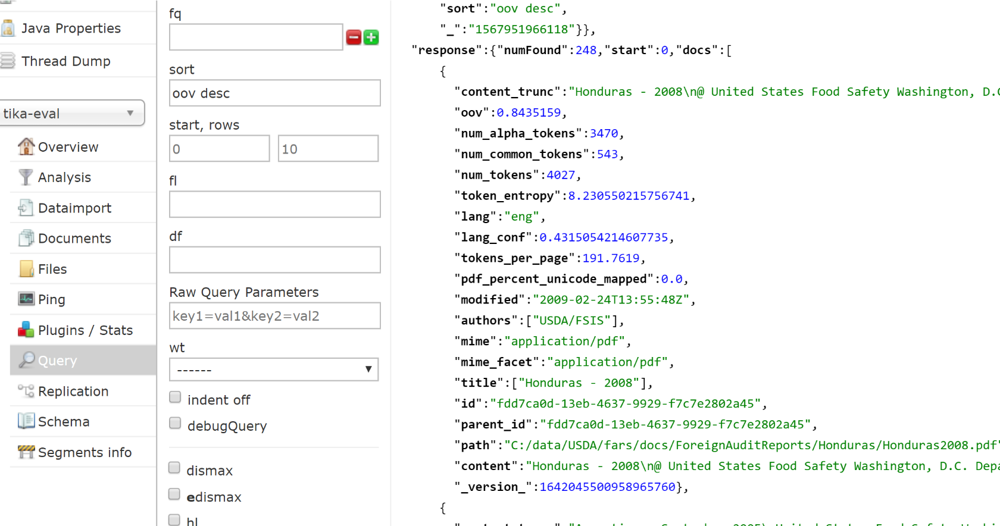 Java Properties
Thread Dump
tika-eval
Overview
Analysis
Dataimport
Documents
Files
Ping
Plugins / Stats
Query
Replication
Schema
Segments info
fq
sort
oov desc
start, rows
0 10
fl
df
Raw Query Parameters
key1=val1&key2=val2
wt
------
indent off
debugQuery
dismax
edismax
hl
"sort":"oov desc",
"_":"1567951966118"}},
"response":{"numFound":248,"start":0,"docs":[
{
"content_trunc":"Honduras - 2008\n@ United States Food Safety Washington, D.C
"oov":0.8435159,
"num_alpha_tokens":3470,
"num_common_tokens":543,
"num_tokens":4027,
"token_entropy":8.230550215756741,
"lang":"eng",
"lang_conf":0.4315054214607735,
"tokens_per_page":191.7619,
"pdf_percent_unicode_mapped":0.0,
"modified":"2009-02-24T13:55:48Z",
"authors":["USDA/FSIS"],
"mime":"application/pdf",
"mime_facet":"application/pdf",
"title":["Honduras - 2008"],
"id":"fdd7ca0d-13eb-4637-9929-f7c7e2802a45",
"parent_id":"fdd7ca0d-13eb-4637-9929-f7c7e2802a45",
"path":"C:/data/USDA/fars/docs/ForeignAuditReports/Honduras/Honduras2008.pdf"
"content":"Honduras - 2008\n@ United States Food Safety Washington, D.C. Depa
"_version_":1642045500958965760},
{